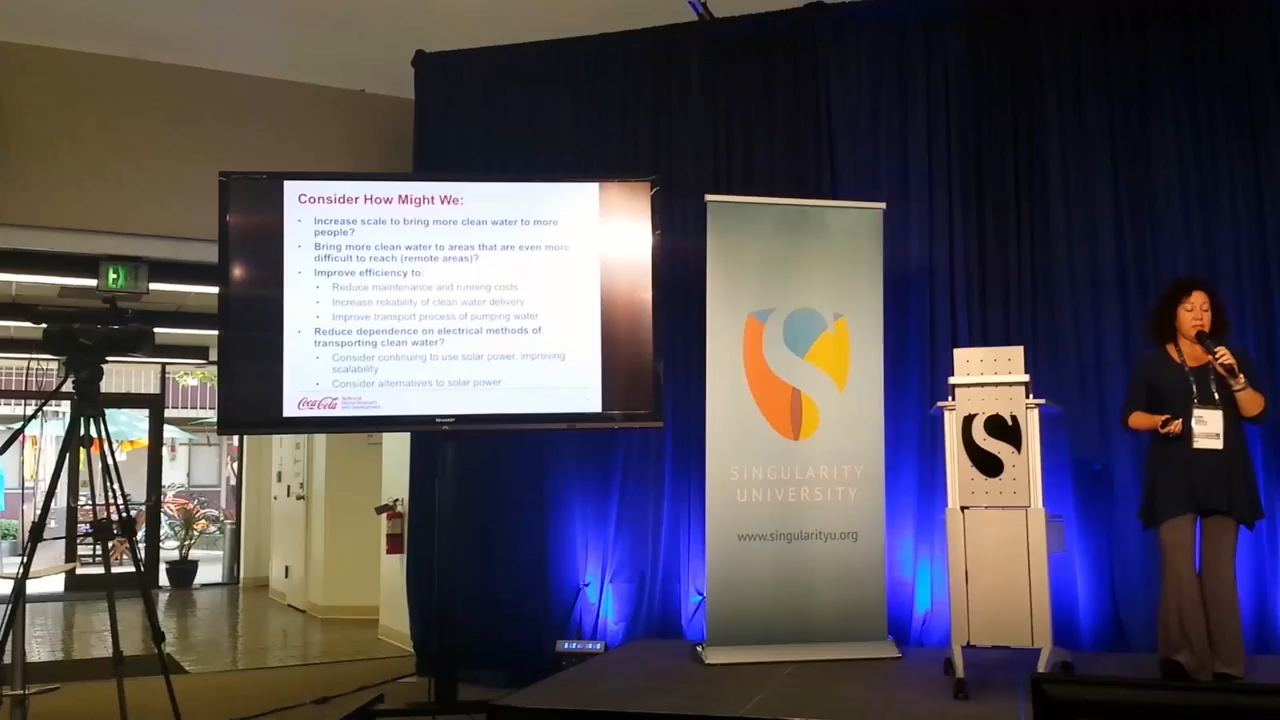 Consider How Might We:
• Increase scale to bring more clean water to more
people?
• Bring more clean water to areas that are even more
difficult to reach (remote areas)?
• Improve efficiency to:
• Reduce maintenance and running costs
• Increase reliability of clean water delivery
• Improve transport process of pumping water
• Reduce dependence on electrical methods of
transporting clean water?
• Consider continuing to use solar power, improving
scalability
• Consider alternatives to solar power
Coca-Cola
SHARP
EXIT
SINGULARITY
UNIVERSITY
www.singularityu.org